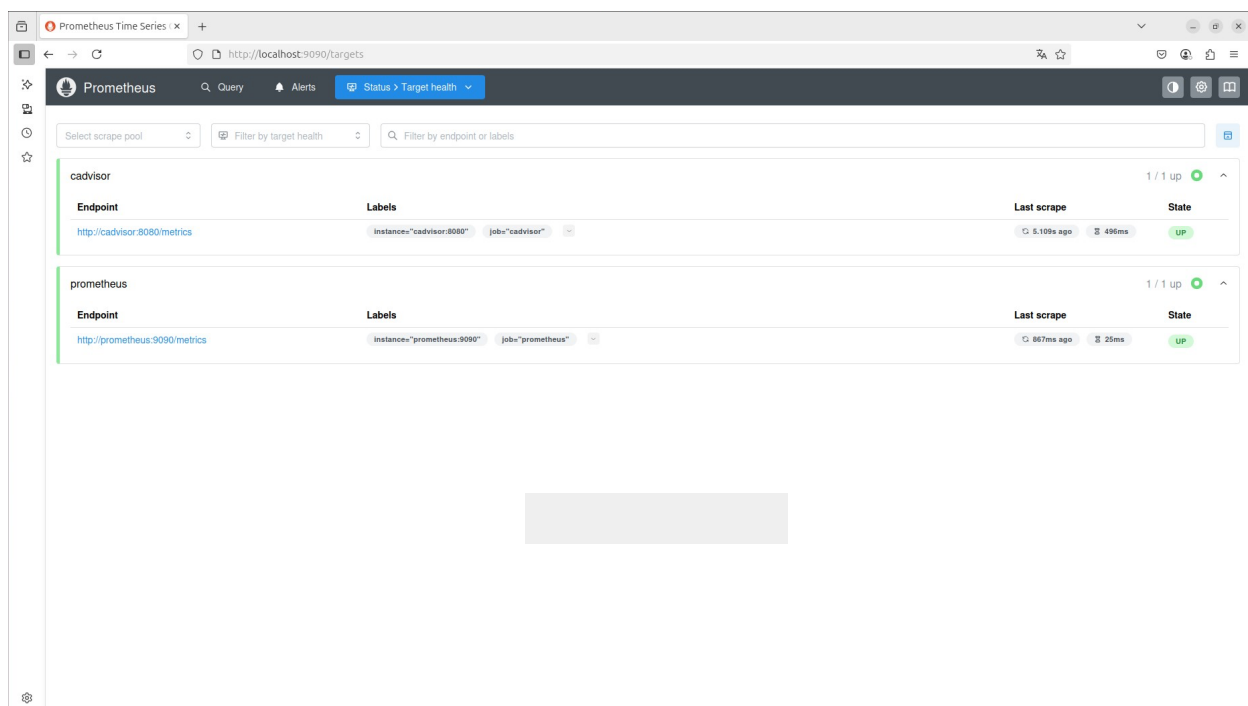 Prometheus Time Series
http://localhost:9090/targets
Prometheus Query Alerts Status > Target health
Select scrape pool Filter by target health Filter by endpoint or labels
cadvisor 1 / 1 up
Endpoint Labels Last scrape State
http://cadvisor:8080/metrics instance="cadvisor:8080" job="cadvisor" 5.109s ago 496ms UP
prometheus 1 / 1 up
Endpoint Labels Last scrape State
http://prometheus:9090/metrics instance="prometheus:9090" job="prometheus" 867ms ago 25ms UP